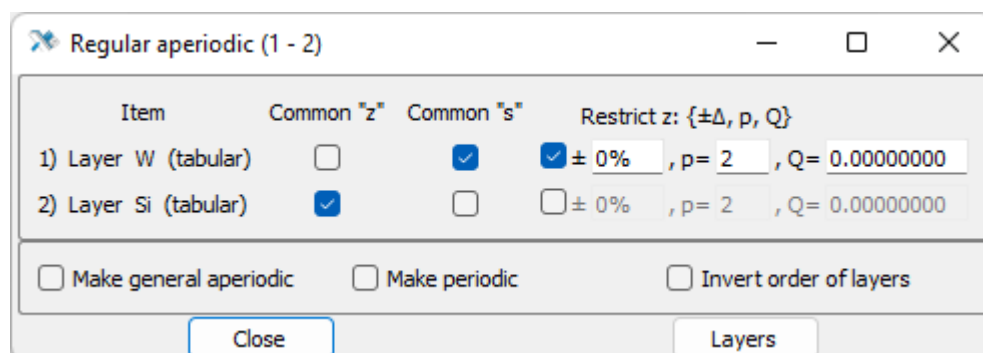 Regular aperiodic (1 - 2)
Item Common "z" Common "s" Restrict z: {±Δ, p, Q}
1) Layer W (tabular) ± 0% , p= 2 , Q= 0.00000000
2) Layer Si (tabular) ± 0% , p= 2 , Q= 0.00000000
Make general aperiodic Make periodic Invert order of layers
Close Layers